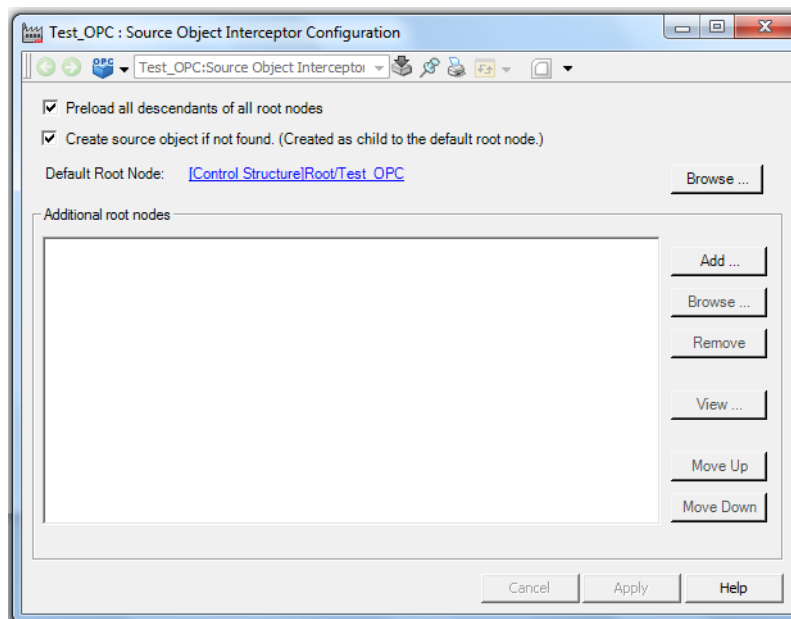 Test_OPC : Source Object Interceptor Configuration
OPC Test_OPC:Source Object Interceptor
Preload all descendants of all root nodes
Create source object if not found. (Created as child to the default root node.)
Default Root Node: [Control Structure]Root/Test_OPC Browse ...
Additional root nodes
Add ...
Browse ...
Remove
View ...
Move Up
Move Down
Cancel Apply Help